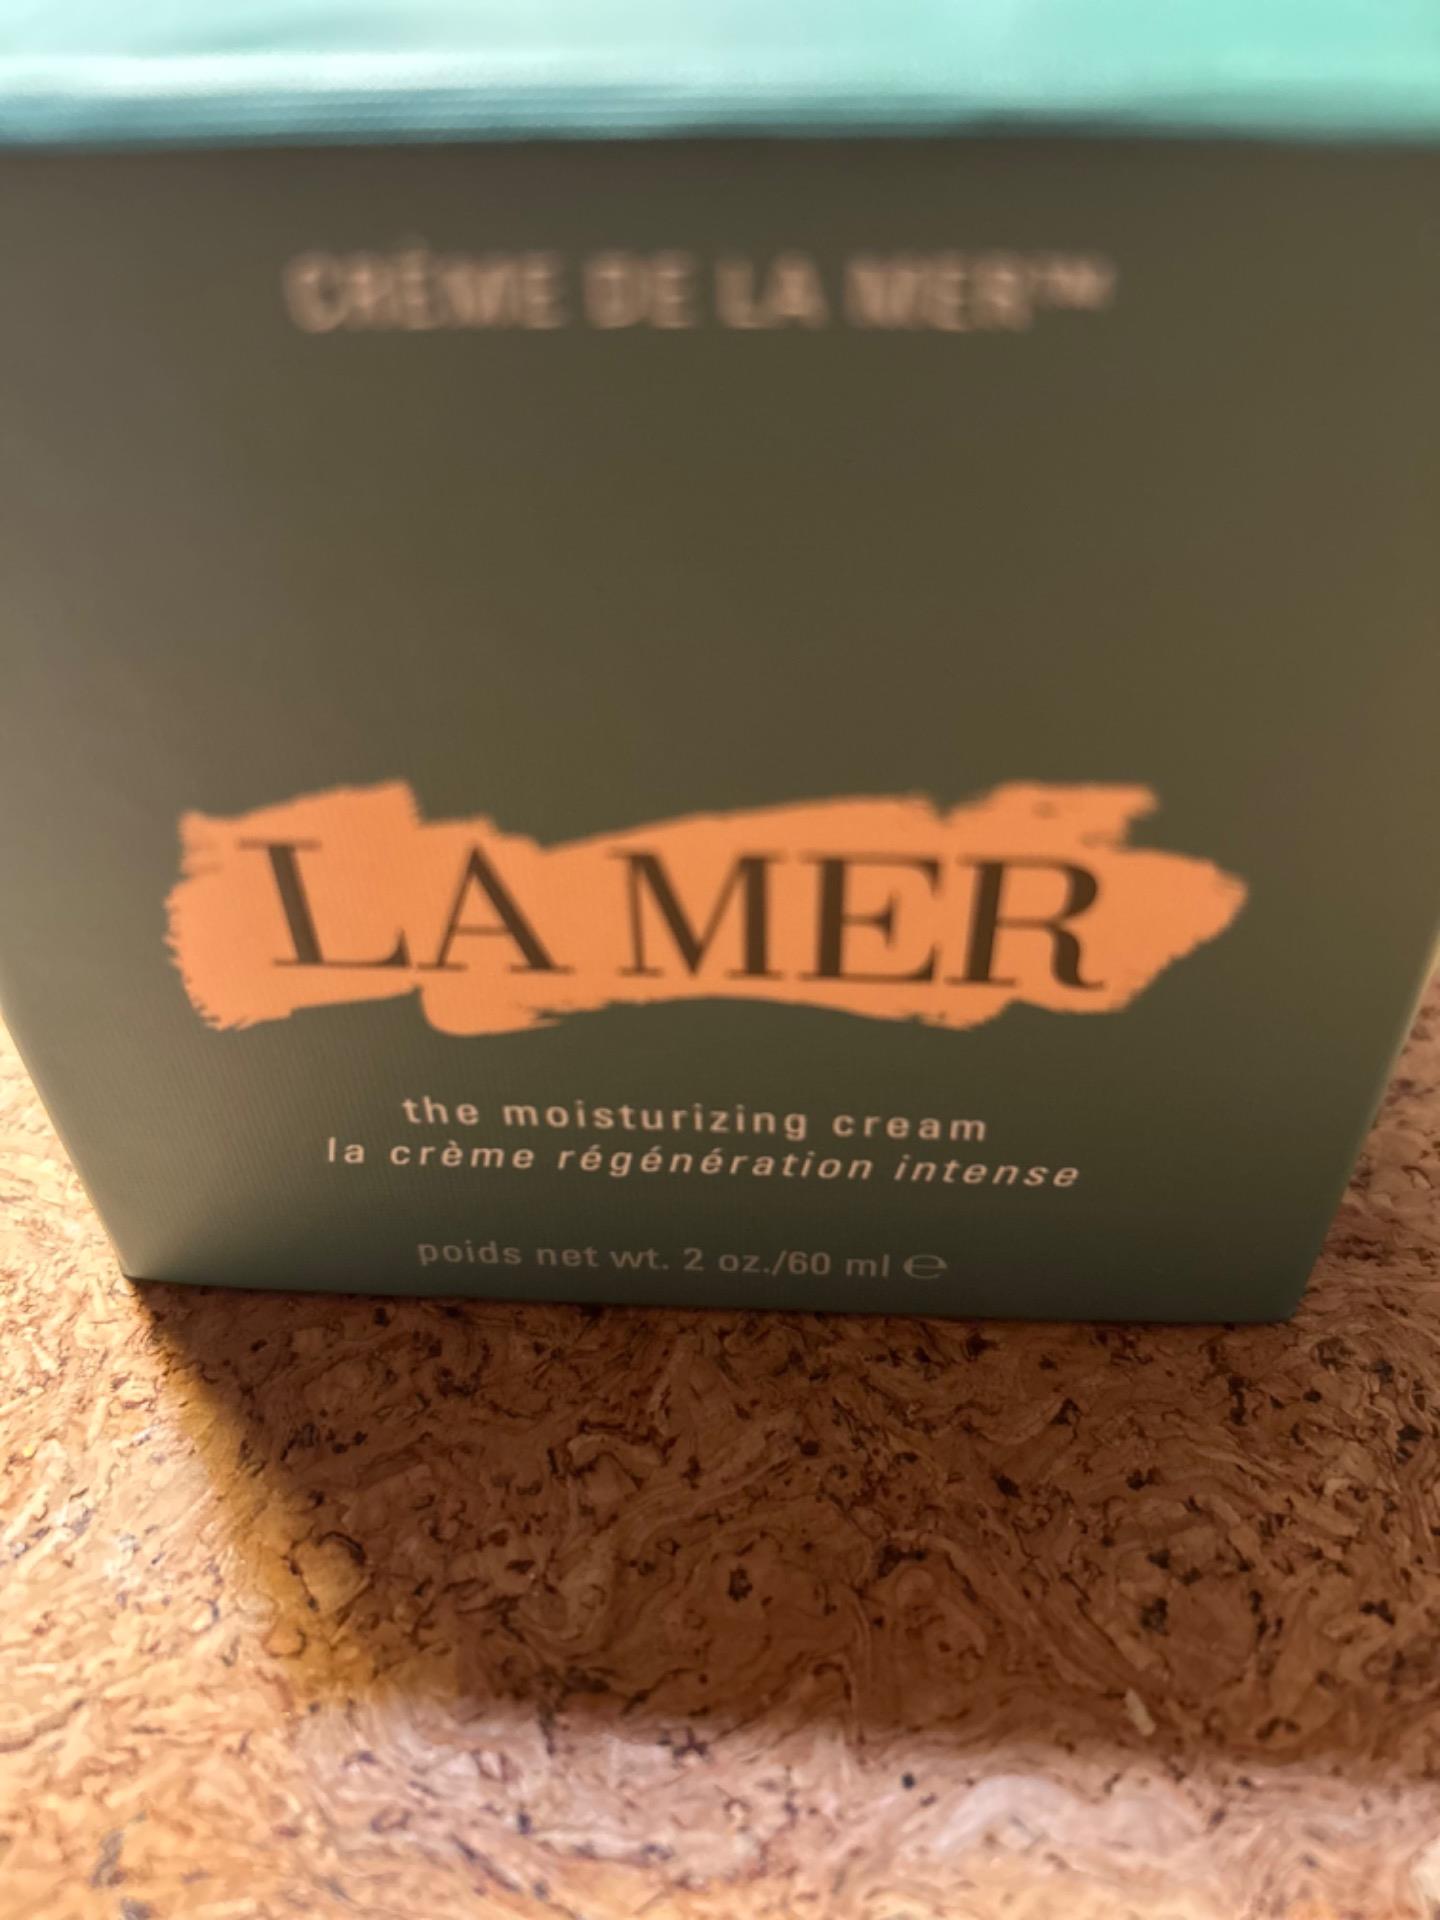 CRÈME DE LA MER™
LA MER
the moisturizing cream
la crème régénération intense
poids net wt. 2 oz./60 ml ℮